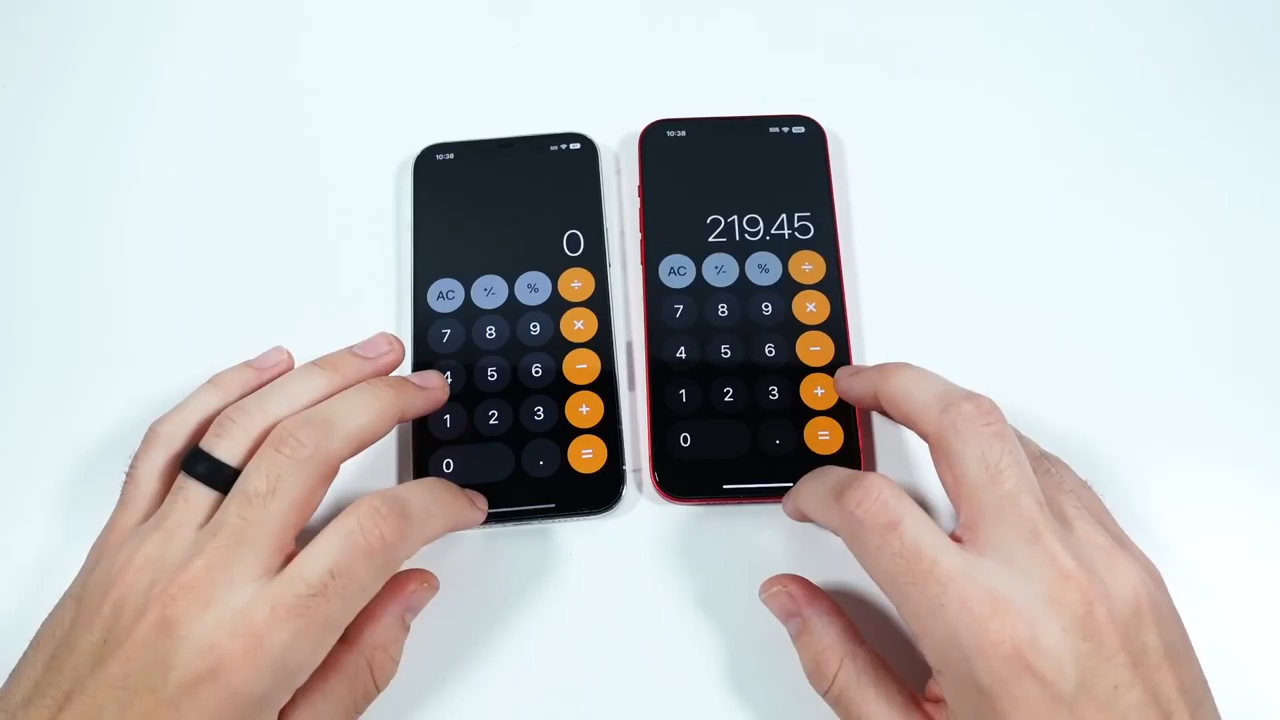 10:38
0
AC +/- % ÷
7 8 9 ×
4 5 6 −
1 2 3 +
0 . =
10:38 SOS
219.45
AC +/- % ÷
7 8 9 ×
4 5 6 −
1 2 3 +
0 . =